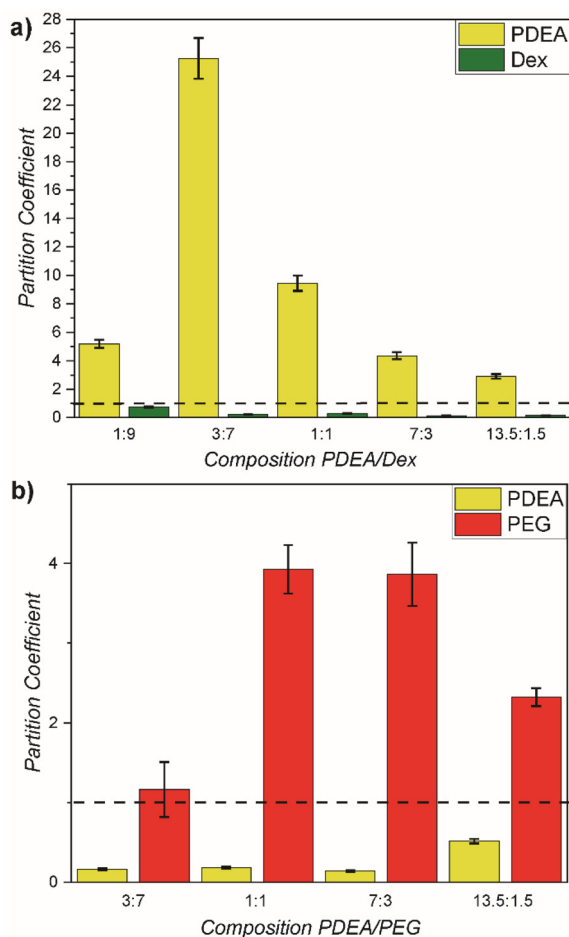 a)
PDEA
Dex
28
26
24
22
20
18
16
14
12
10
8
6
4
2
0
Partition Coefficient
1:9 3:7 1:1 7:3 13.5:1.5
Composition PDEA/Dex
b)
PDEA
PEG
4
2
0
Partition Coefficient
3:7 1:1 7:3 13.5:1.5
Composition PDEA/PEG